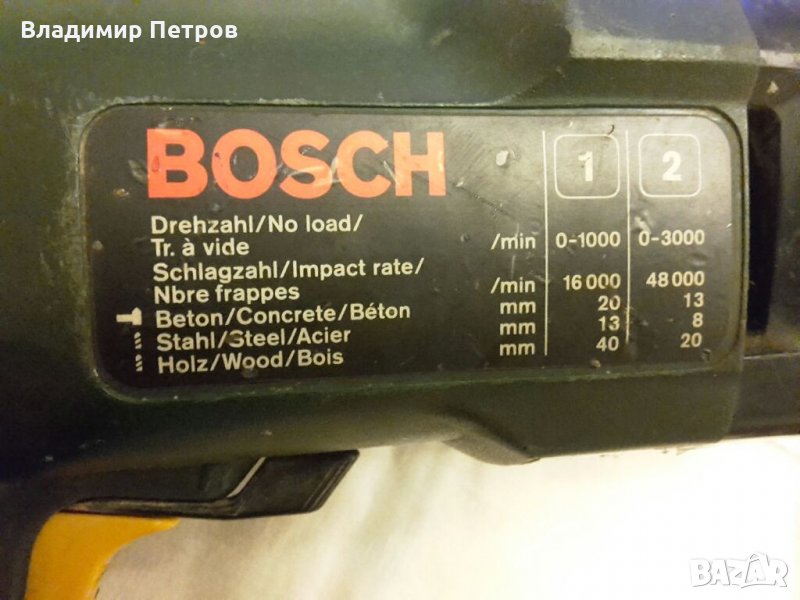 Владимир Петров
BOSCH 1 2
Drehzahl/No load/
Tr. à vide /min 0-1000 0-3000
Schlagzahl/Impact rate/
Nbre frappes /min 16 000 48 000
Beton/Concrete/Béton mm 20 13
Stahl/Steel/Acier mm 13 8
Holz/Wood/Bois mm 40 20
BAZAR